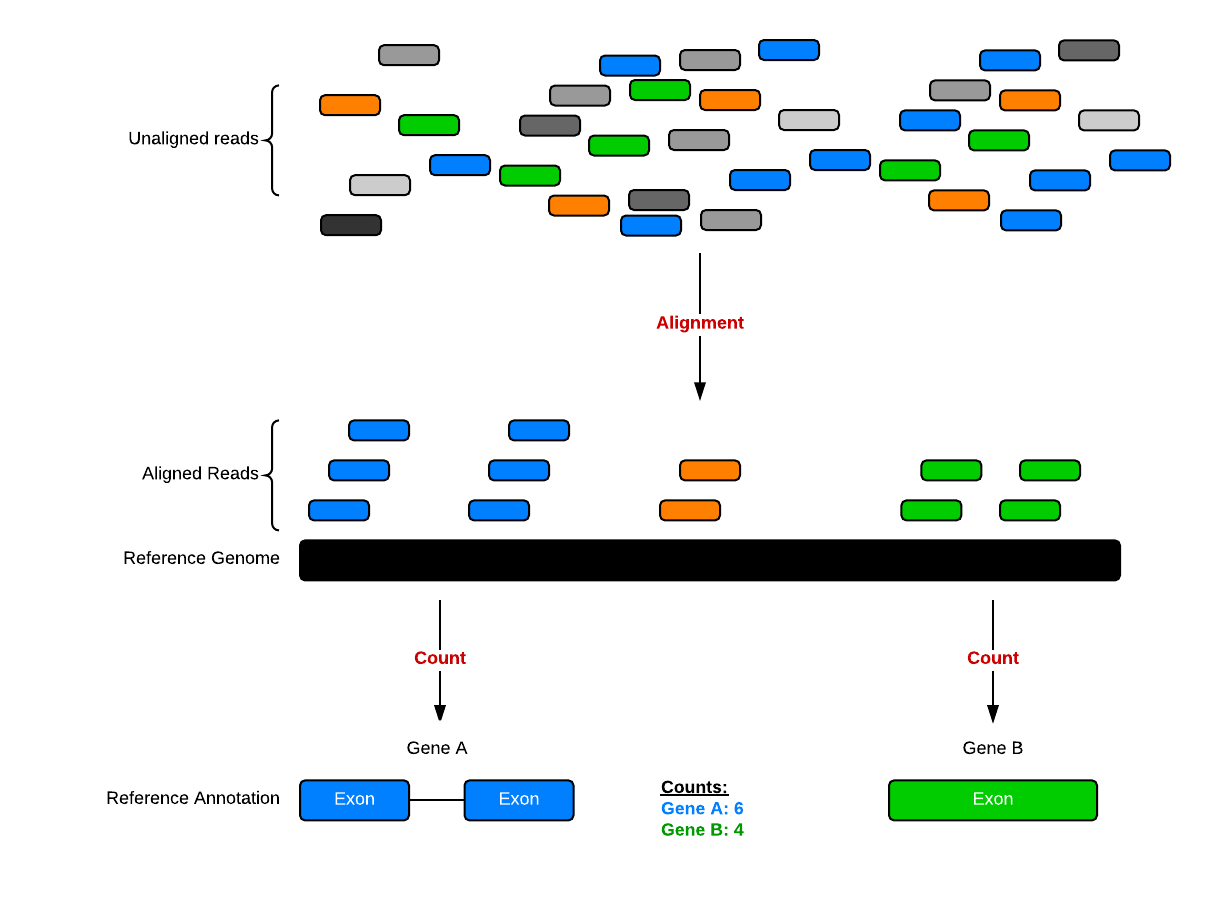 Unaligned reads
Alignment
Aligned Reads
Reference Genome
Count
Count
Gene A
Gene B
Reference Annotation
Exon
Exon
Exon
Counts:
Gene A: 6
Gene B: 4